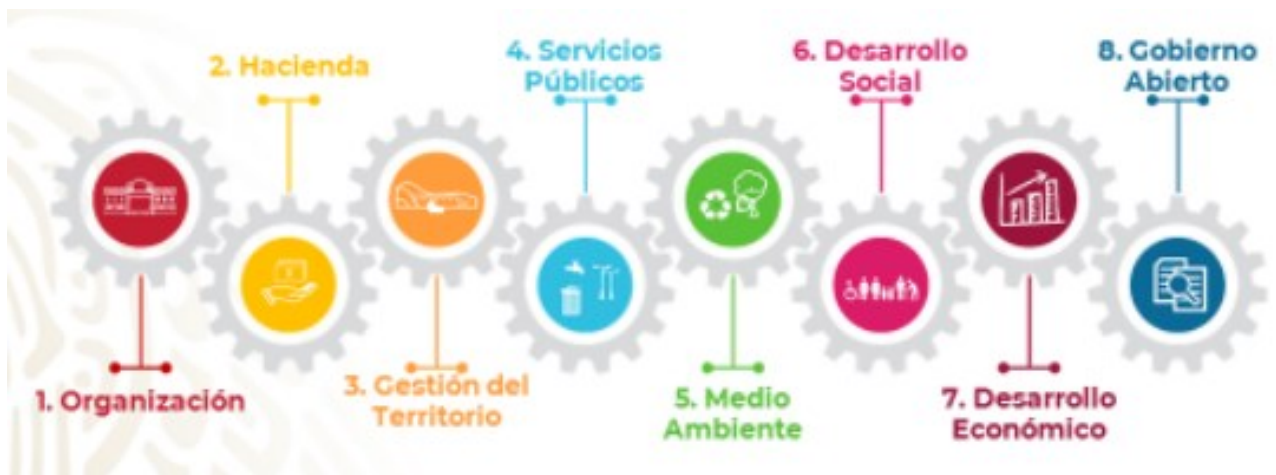 1. Organización
2. Hacienda
3. Gestión del
Territorio
4. Servicios
Públicos
5. Medio
Ambiente
6. Desarrollo
Social
7. Desarrollo
Económico
8. Gobierno
Abierto